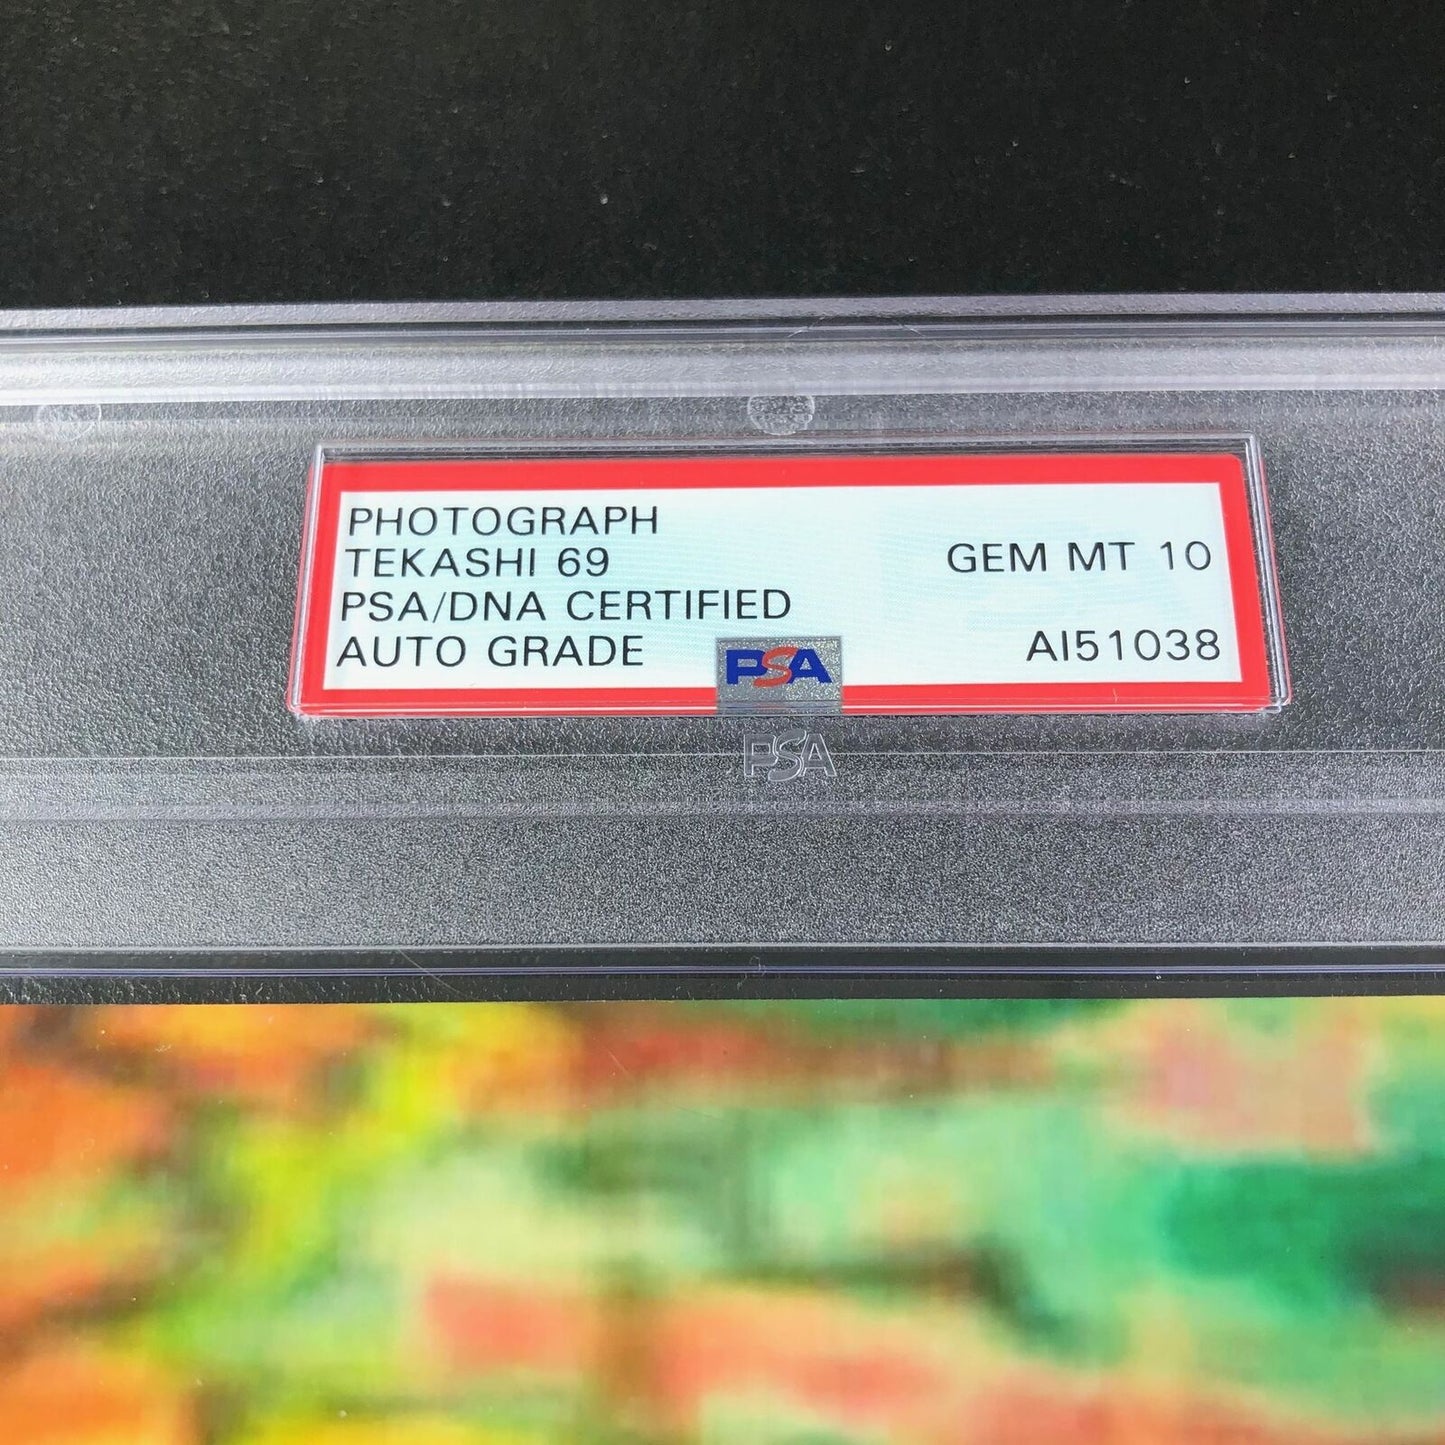 PHOTOGRAPH
TEKASHI 69
PSA/DNA CERTIFIED
AUTO GRADE
GEM MT 10
AI51038
PSA
PSA